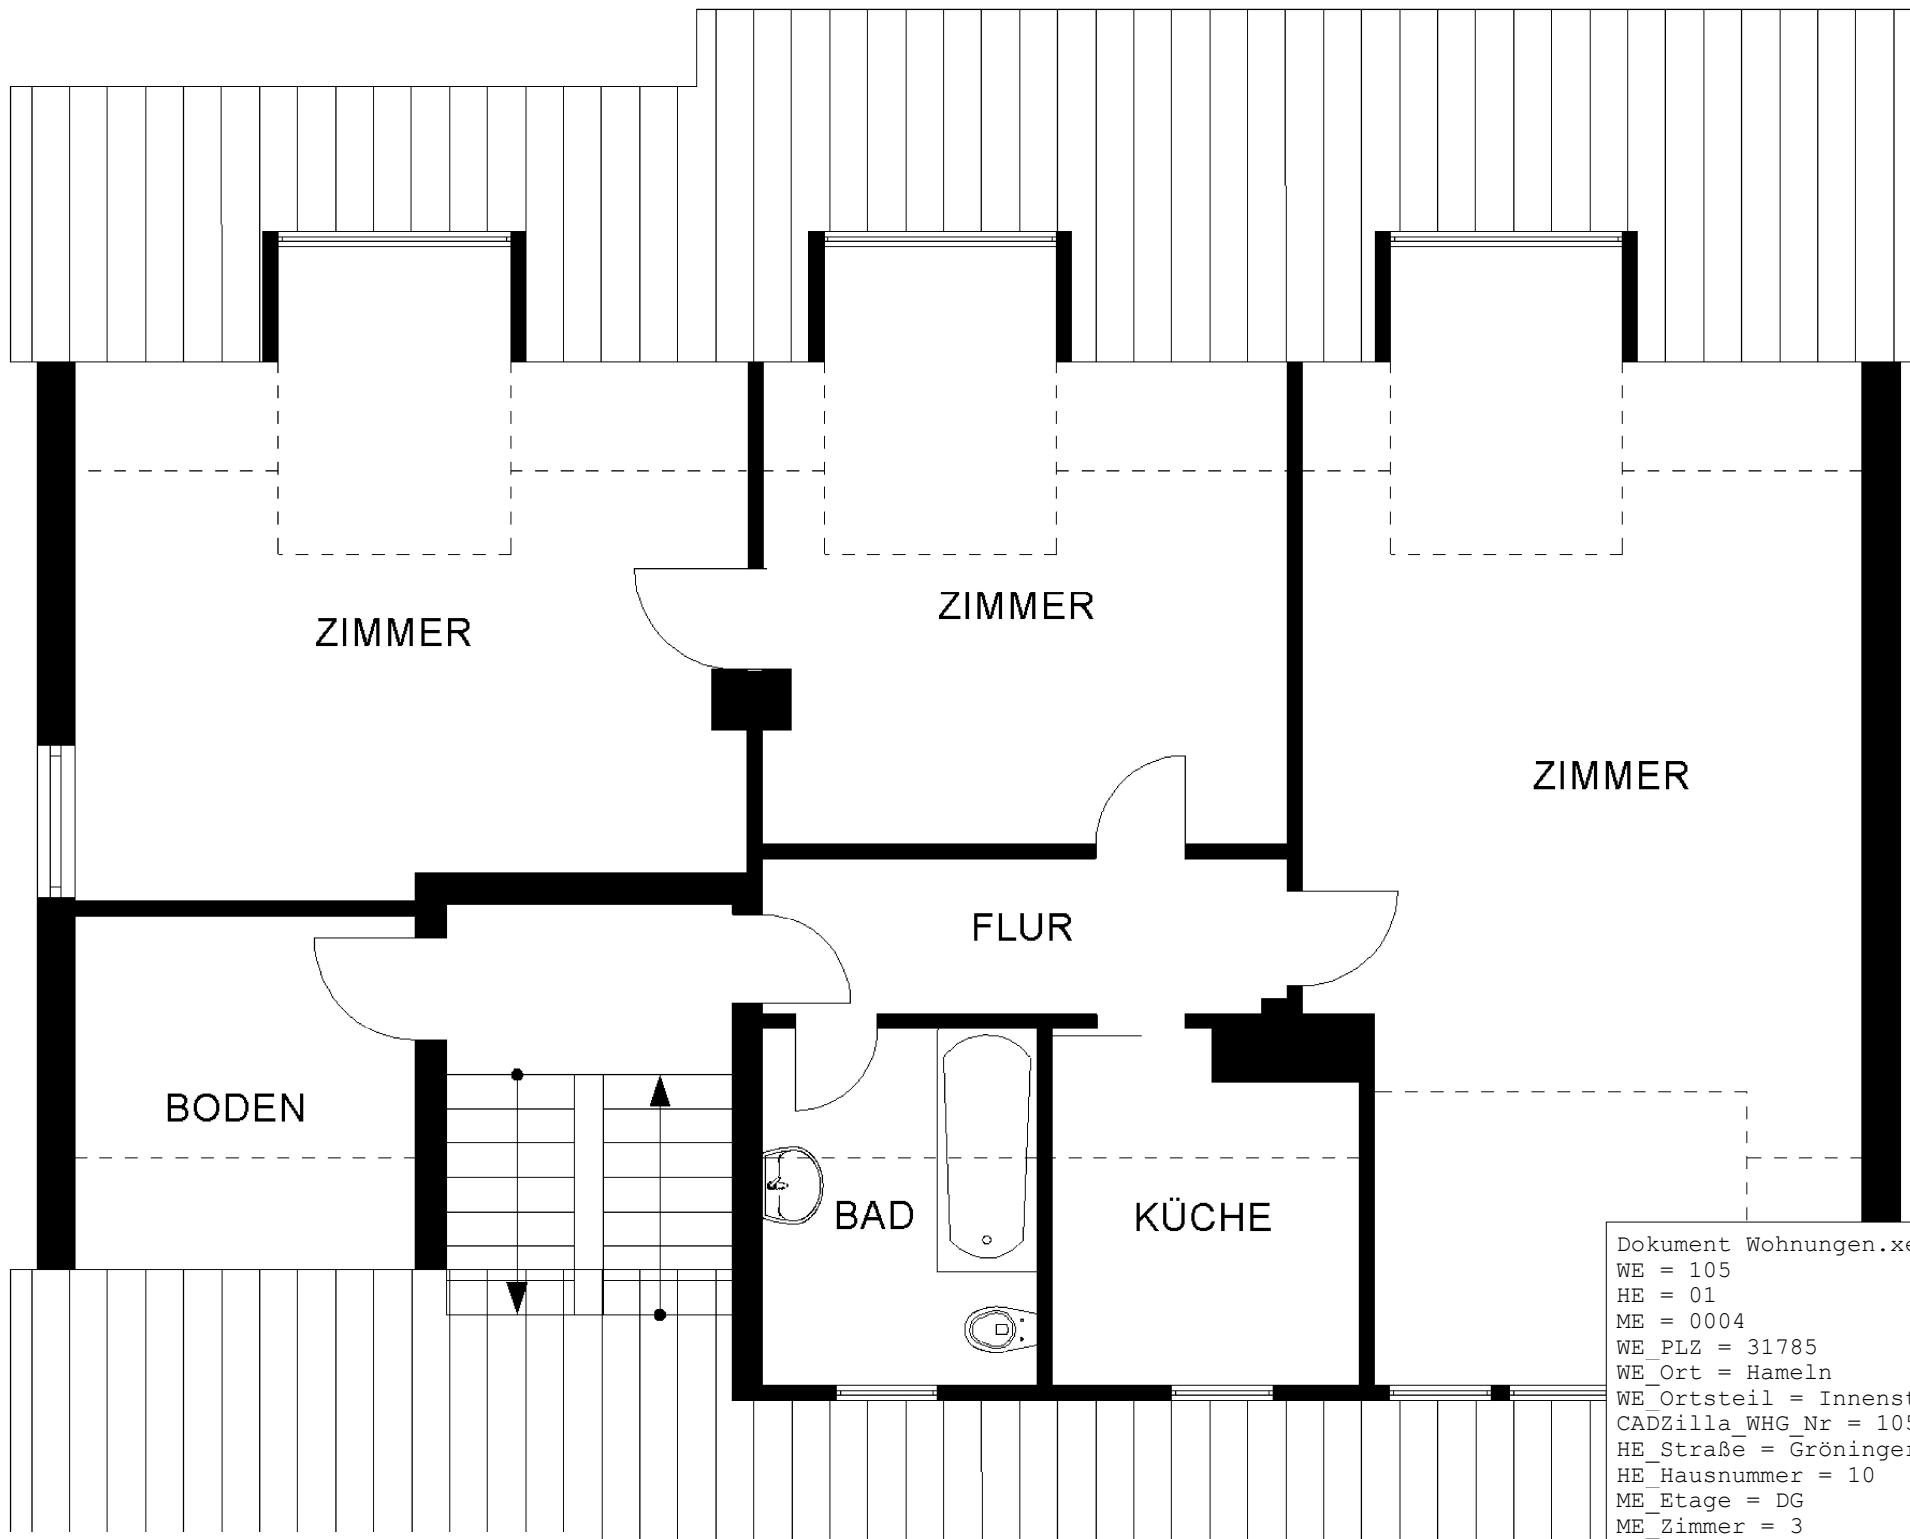 ZIMMER
ZIMMER
ZIMMER
FLUR
BODEN
BAD
KÜCHE
Dokument Wohnungen.xe
WE = 105
HE = 01
ME = 0004
WE_PLZ = 31785
WE_Ort = Hameln
WE_Ortsteil = Innenst
CADZilla_WHG_Nr = 105
HE_Straße = Gröninger
HE_Hausnummer = 10
ME_Etage = DG
ME_Zimmer = 3